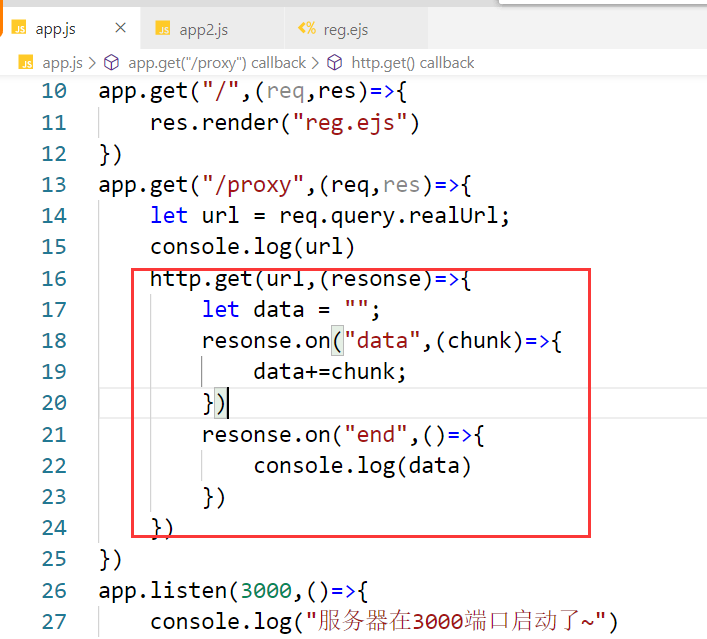 JS app.js × JS app2.js <% reg.ejs
JS app.js > app.get("/proxy") callback > http.get() callback
10 app.get("/",(req,res)=>{
11 res.render("reg.ejs")
12 })
13 app.get("/proxy",(req,res)=>{
14 let url = req.query.realUrl;
15 console.log(url)
16 http.get(url,(resonse)=>{
17 let data = "";
18 resonse.on("data",(chunk)=>{
19 data+=chunk;
20 })
21 resonse.on("end",()=>{
22 console.log(data)
23 })
24 })
25 })
26 app.listen(3000,()=>{
27 console.log("服务器在3000端口启动了~")